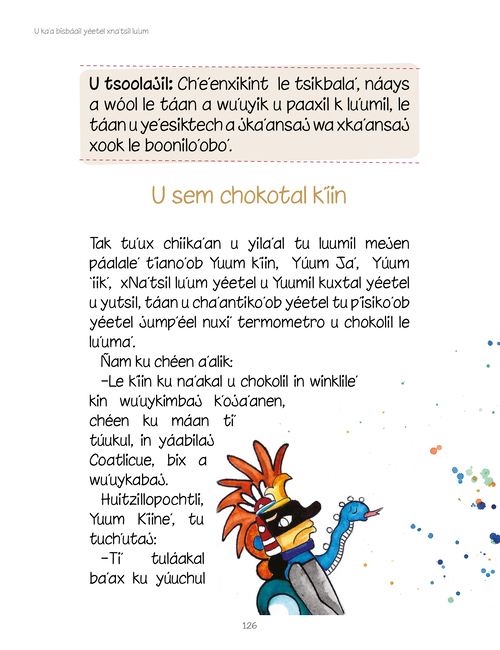 U ka'a bisbáail yéetel xna'tsil lu'um
U tsoolajil: Ch'e'enxikint le tsikbala', náays
a wóol le táan a wu'uyik u paaxil k lu'umil, le
táan u ye'esiktech a jka'ansaj wa xka'ansaj
xook le boonilo'obo'.
U sem chokotal k'iin
Tak tu'ux chiika'an u yila'al tu luumil mejen
páalale' ti'ano'ob Yuum k'iin, Yúum Ja', Yúum
'iik', xNa'tsil lu'um yéetel u Yuumil kuxtal yéetel
u yutsil, táan u cha'antiko'ob yéetel tu p'isiko'ob
yéetel jump'éel nuxi' termometro u chokolil le
lu'uma'.
Ñam ku chéen a'alik:
–Le k'iin ku na'akal u chokolil in winklile'
kin wu'uykimbaj k'oja'anen,
chéen ku máan ti'
túukul, in yáabilaj
Coatlicue, bix a
wu'uykabaj.
Huitzillopochtli,
Yuum K'iine', tu
tuch'utaj:
–Ti' tuláakal
ba'ax ku yúuchul
126